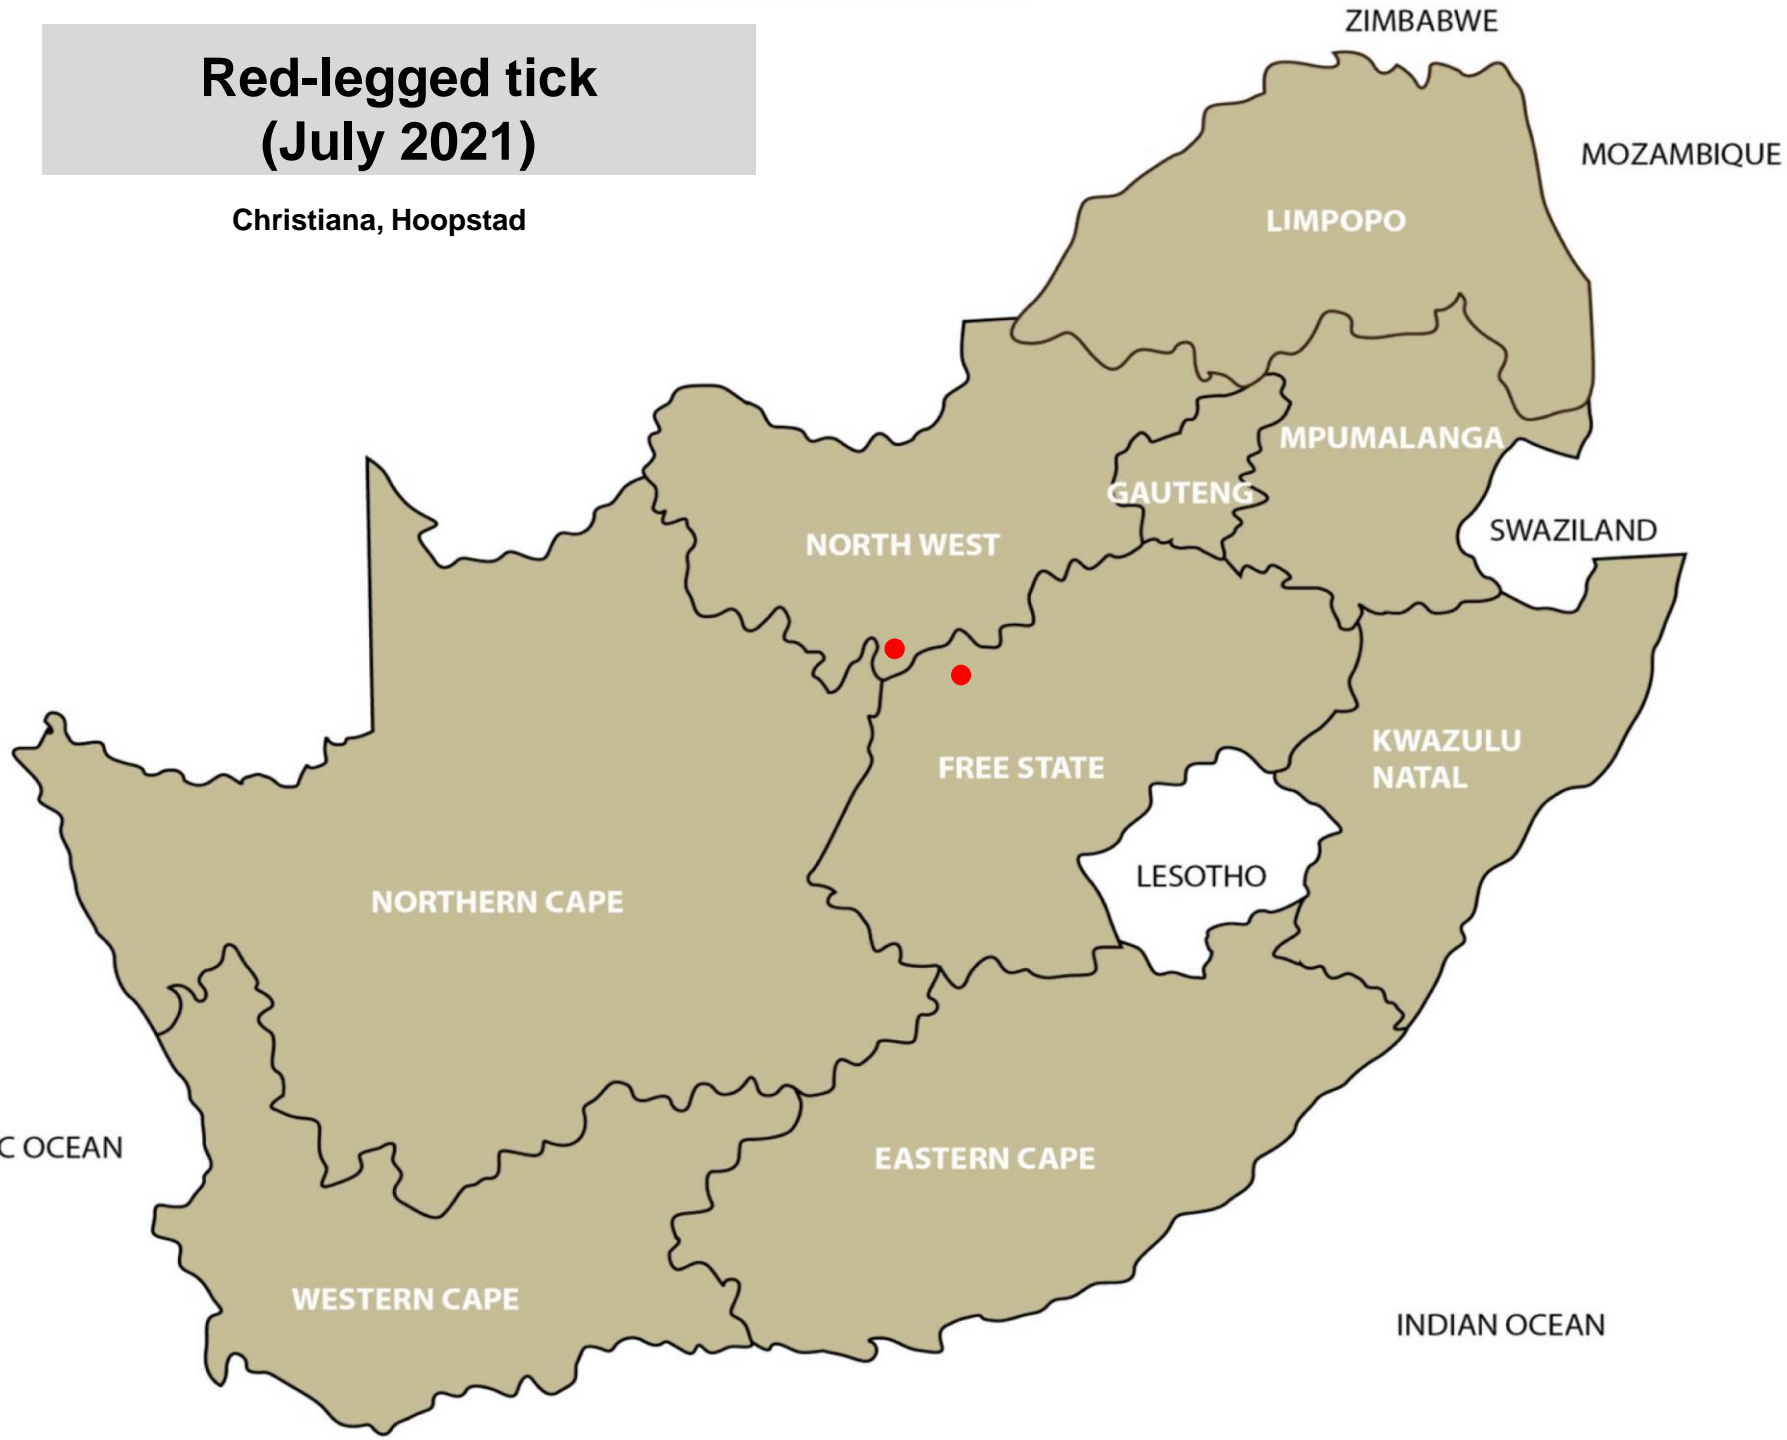 Red-legged tick
(July 2021)
Christiana, Hoopstad
ZIMBABWE
MOZAMBIQUE
LIMPOPO
MPUMALANGA
GAUTENG
NORTH WEST
SWAZILAND
KWAZULU
NATAL
FREE STATE
LESOTHO
NORTHERN CAPE
C OCEAN
EASTERN CAPE
WESTERN CAPE
INDIAN OCEAN